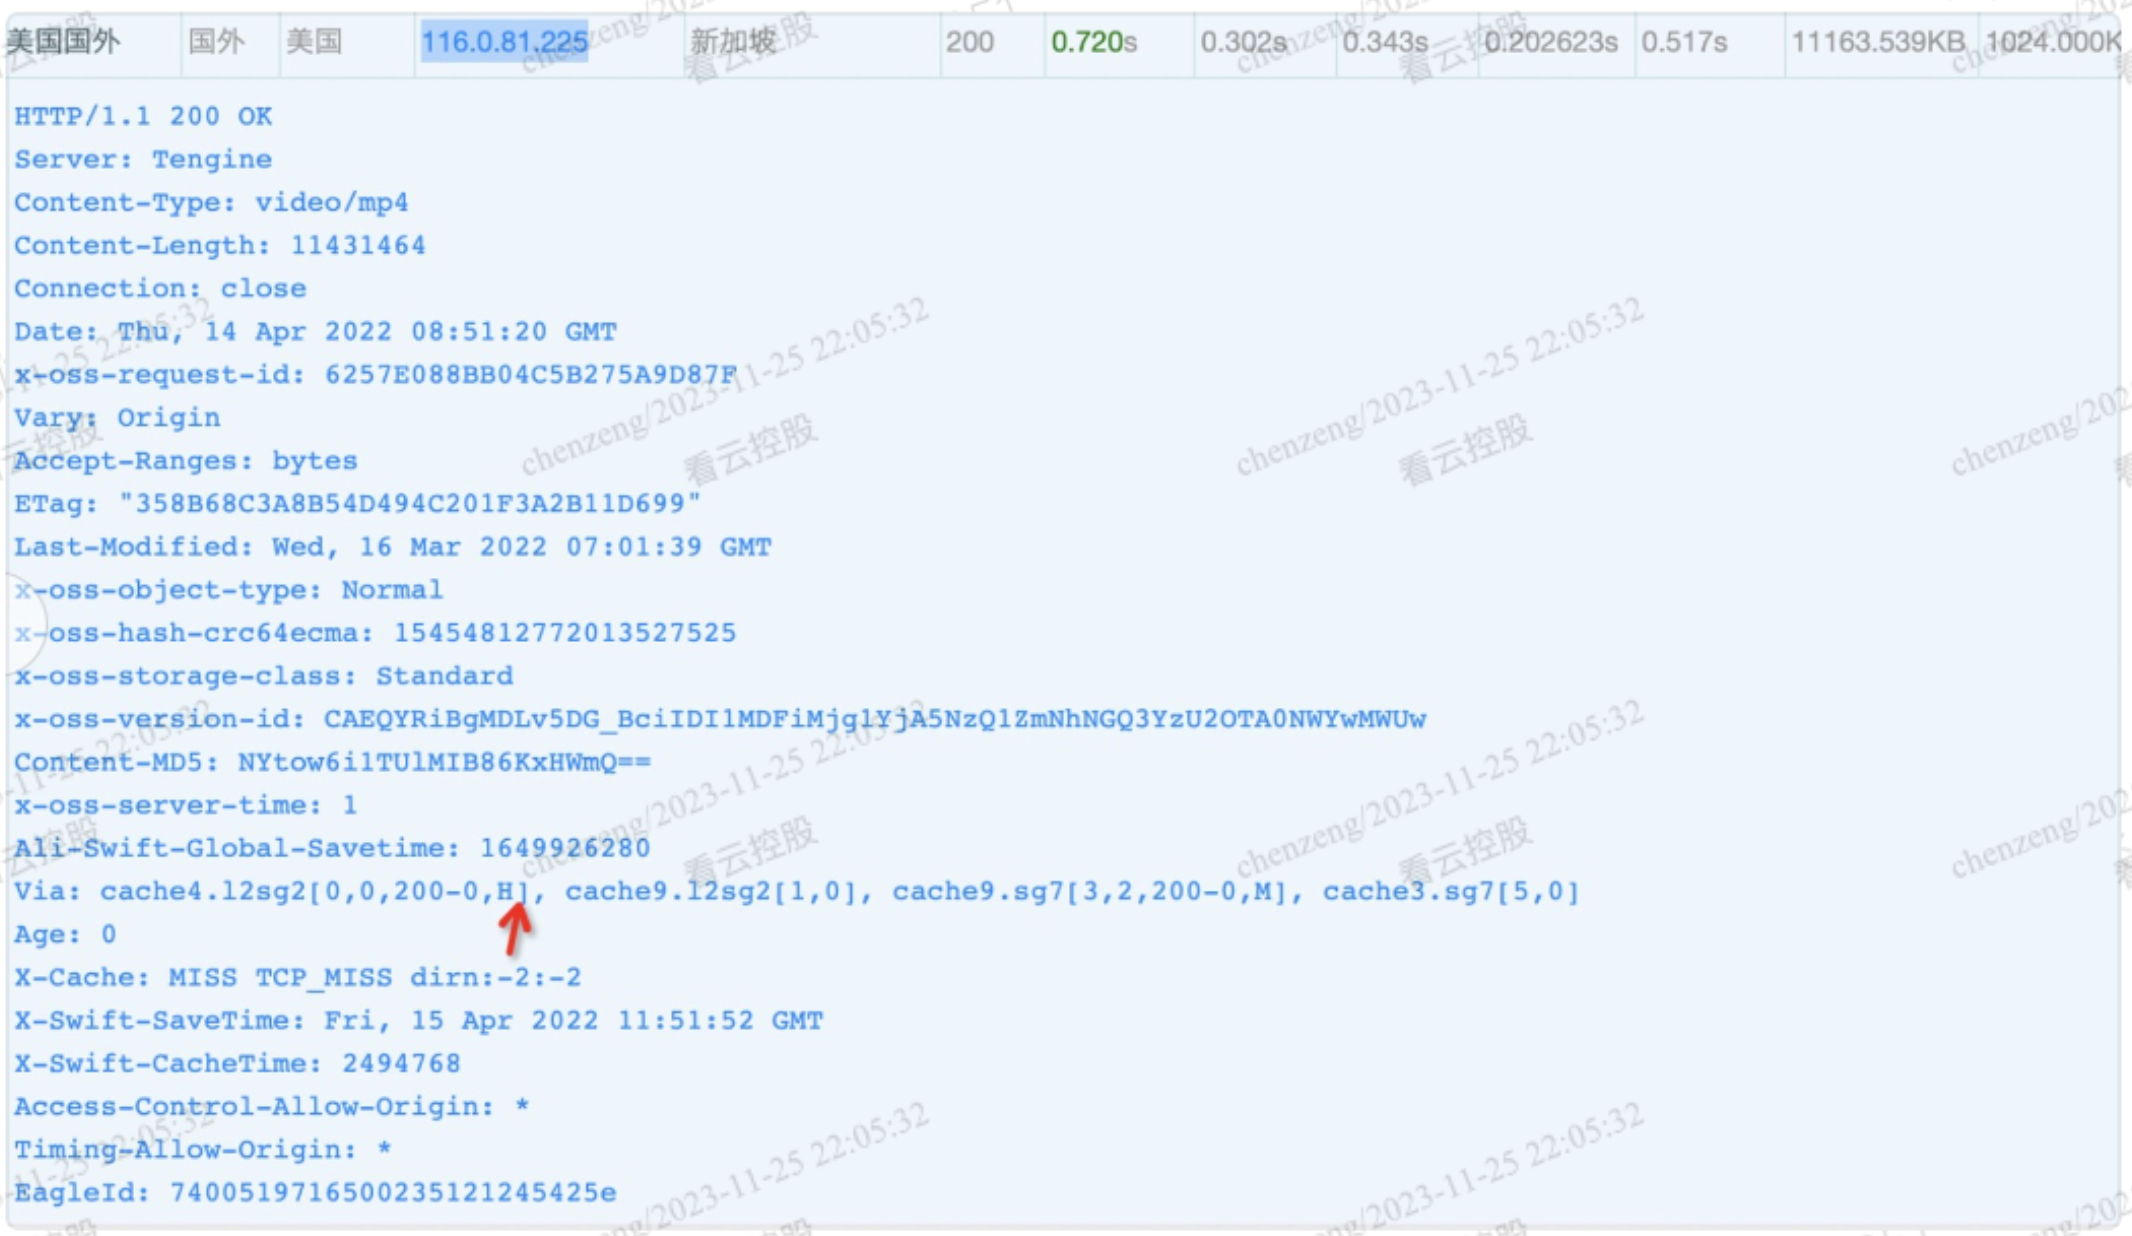 美国国外 国外 美国 116.0.81.225 新加坡 200 0.720s 0.302s 0.343s 0.202623s 0.517s 11163.539KB 1024.000K
HTTP/1.1 200 OK
Server: Tengine
Content-Type: video/mp4
Content-Length: 11431464
Connection: close
Date: Thu, 14 Apr 2022 08:51:20 GMT
x-oss-request-id: 6257E088BB04C5B275A9D87F
Vary: Origin
Accept-Ranges: bytes
ETag: "358B68C3A8B54D494C201F3A2B11D699"
Last-Modified: Wed, 16 Mar 2022 07:01:39 GMT
x-oss-object-type: Normal
x-oss-hash-crc64ecma: 15454812772013527525
x-oss-storage-class: Standard
x-oss-version-id: CAEQYRiBgMDLv5DG_BciIDI1MDFiMjg1YjA5NzQ1ZmNhNGQ3YzU2OTA0NWYwMWUw
Content-MD5: NYtow6i1TUlMIB86KxHWmQ==
x-oss-server-time: 1
Ali-Swift-Global-Savetime: 1649926280
Via: cache4.l2sg2[0,0,200-0,H], cache9.l2sg2[1,0], cache9.sg7[3,2,200-0,M], cache3.sg7[5,0]
Age: 0
X-Cache: MISS TCP_MISS dirn:-2:-2
X-Swift-SaveTime: Fri, 15 Apr 2022 11:51:52 GMT
X-Swift-CacheTime: 2494768
Access-Control-Allow-Origin: *
Timing-Allow-Origin: *
EagleId: 7400519716500235121245425e
chenzeng/2023-11-25 22:05:32
看云控股